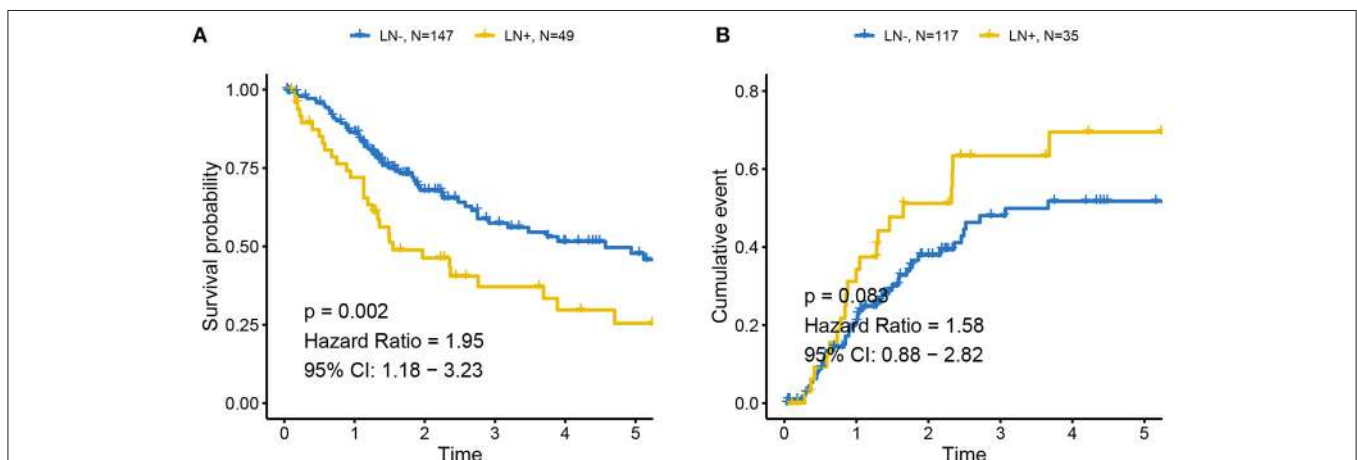 A
LN-, N=147 LN+, N=49
Survival probability
1.00
0.75
0.50
0.25
0.00
p = 0.002
Hazard Ratio = 1.95
95% CI: 1.18 − 3.23
0 1 2 3 4 5
Time
B
LN-, N=117 LN+, N=35
Cumulative event
0.8
0.6
0.4
0.2
0.0
p = 0.083
Hazard Ratio = 1.58
95% CI: 0.88 − 2.82
0 1 2 3 4 5
Time